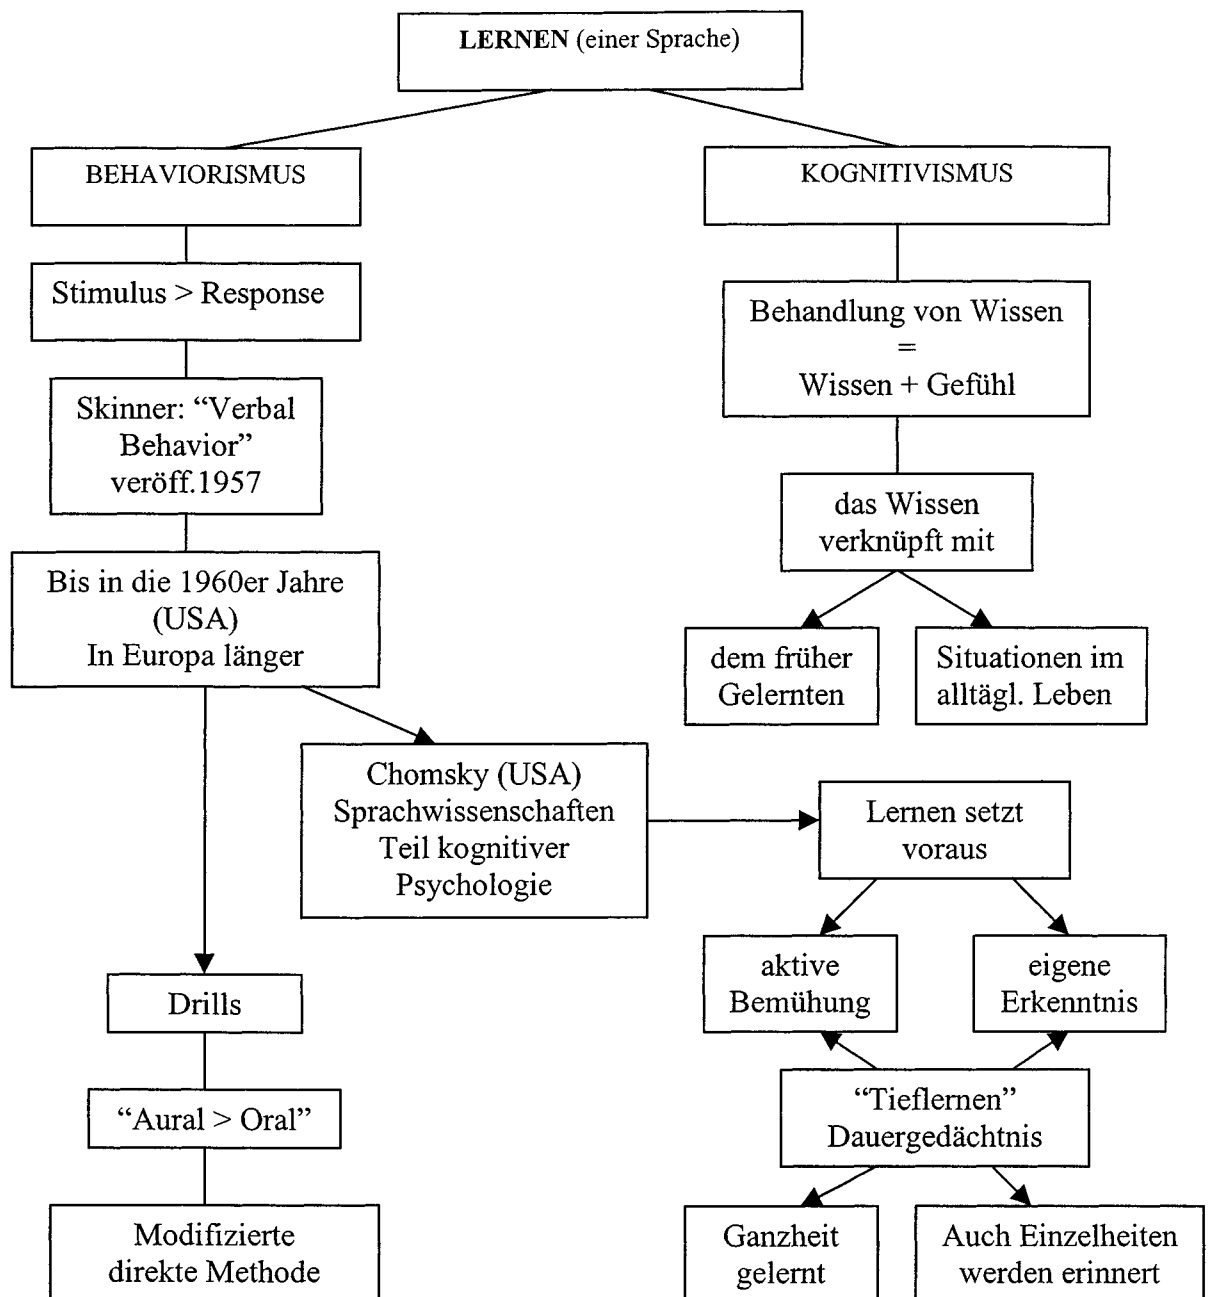 LERNEN (einer Sprache)
BEHAVIORISMUS
KOGNITIVISMUS
Stimulus > Response
Behandlung von Wissen
=
Wissen + Gefühl
Skinner: “Verbal
Behavior”
veröff.1957
das Wissen
verknüpft mit
Bis in die 1960er Jahre
(USA)
In Europa länger
dem früher
Gelernten
Situationen im
alltägl. Leben
Chomsky (USA)
Sprachwissenschaften
Teil kognitiver
Psychologie
Lernen setzt
voraus
aktive
Bemühung
eigene
Erkenntnis
Drills
“Aural > Oral”
“Tieflernen”
Dauergedächtnis
Modifizierte
direkte Methode
Ganzheit
gelernt
Auch Einzelheiten
werden erinnert